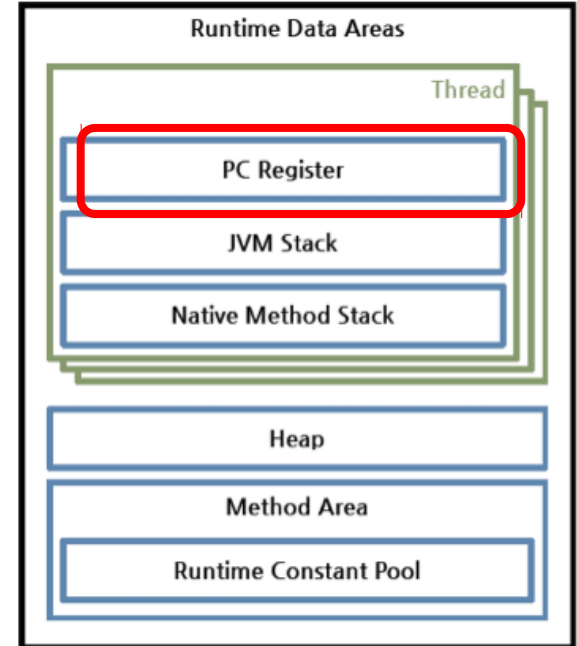 Runtime Data Areas
Thread
PC Register
JVM Stack
Native Method Stack
Heap
Method Area
Runtime Constant Pool